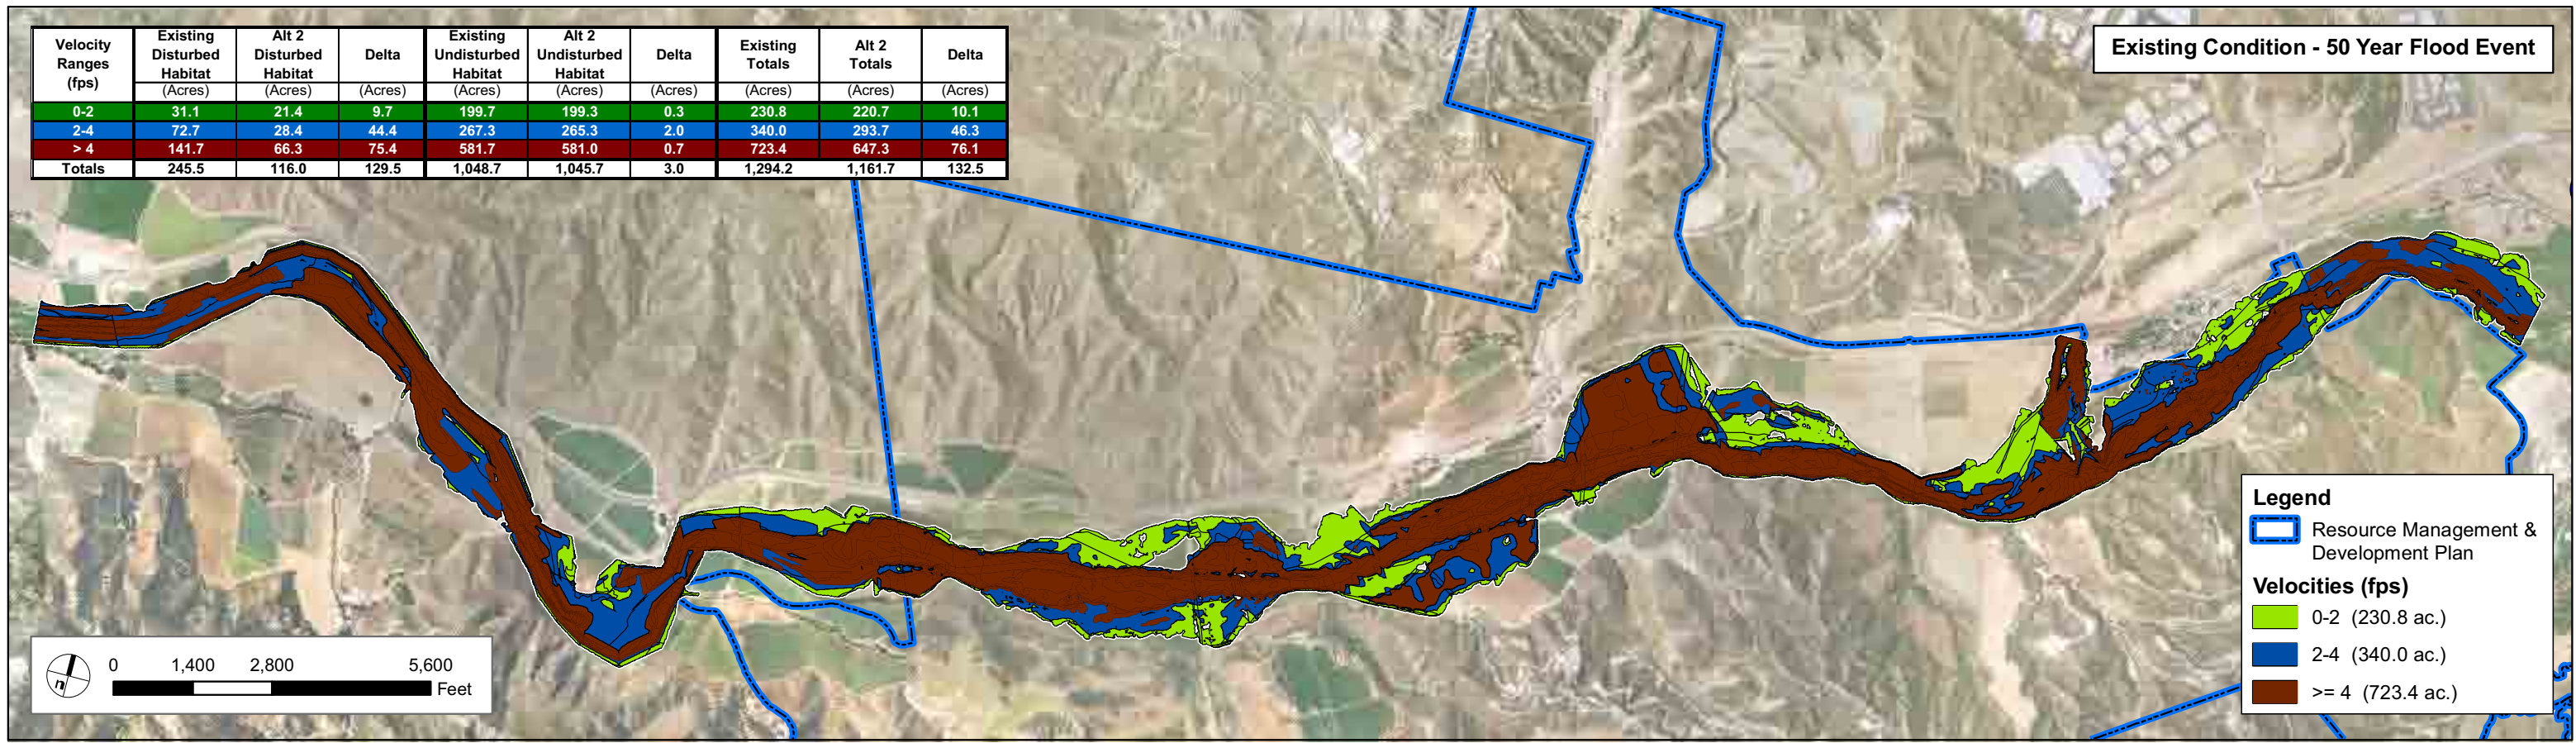 Existing Condition - 50 Year Flood Event
Velocity Ranges (fps) | Existing Disturbed Habitat (Acres) | Alt 2 Disturbed Habitat (Acres) | Delta (Acres) | Existing Undisturbed Habitat (Acres) | Alt 2 Undisturbed Habitat (Acres) | Delta (Acres) | Existing Totals (Acres) | Alt 2 Totals (Acres) | Delta (Acres)
0-2 | 31.1 | 21.4 | 9.7 | 199.7 | 199.3 | 0.3 | 230.8 | 220.7 | 10.1
2-4 | 72.7 | 28.4 | 44.4 | 267.3 | 265.3 | 2.0 | 340.0 | 293.7 | 46.3
> 4 | 141.7 | 66.3 | 75.4 | 581.7 | 581.0 | 0.7 | 723.4 | 647.3 | 76.1
Totals | 245.5 | 116.0 | 129.5 | 1,048.7 | 1,045.7 | 3.0 | 1,294.2 | 1,161.7 | 132.5
n
0 1,400 2,800 5,600
Feet
Legend
Resource Management &
Development Plan
Velocities (fps)
0-2 (230.8 ac.)
2-4 (340.0 ac.)
>= 4 (723.4 ac.)